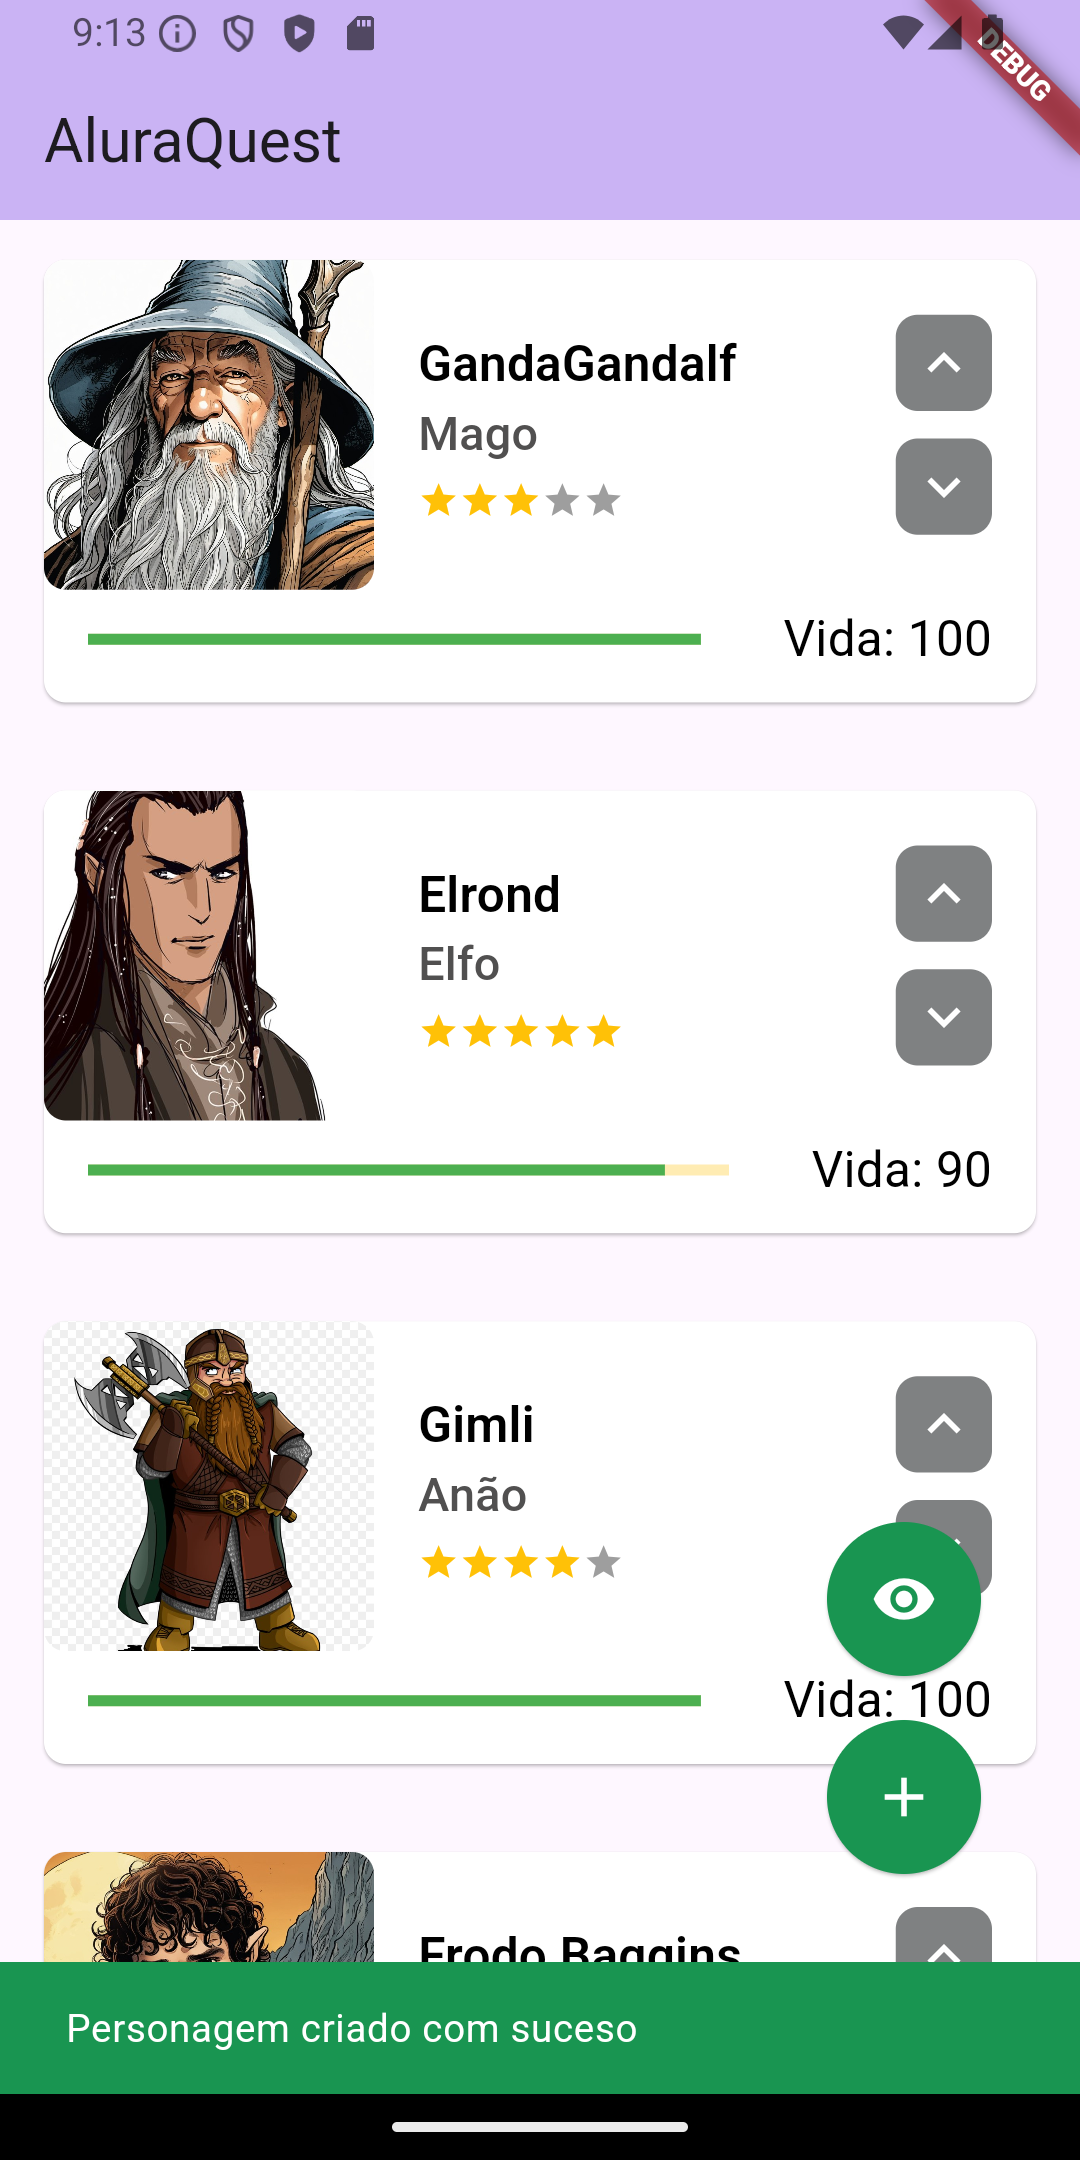 9:13
DEBUG
AluraQuest
GandaGandalf
Mago
Vida: 100
Elrond
Elfo
Vida: 90
Gimli
Anão
Vida: 100
Frodo Baggins
Personagem criado com suceso